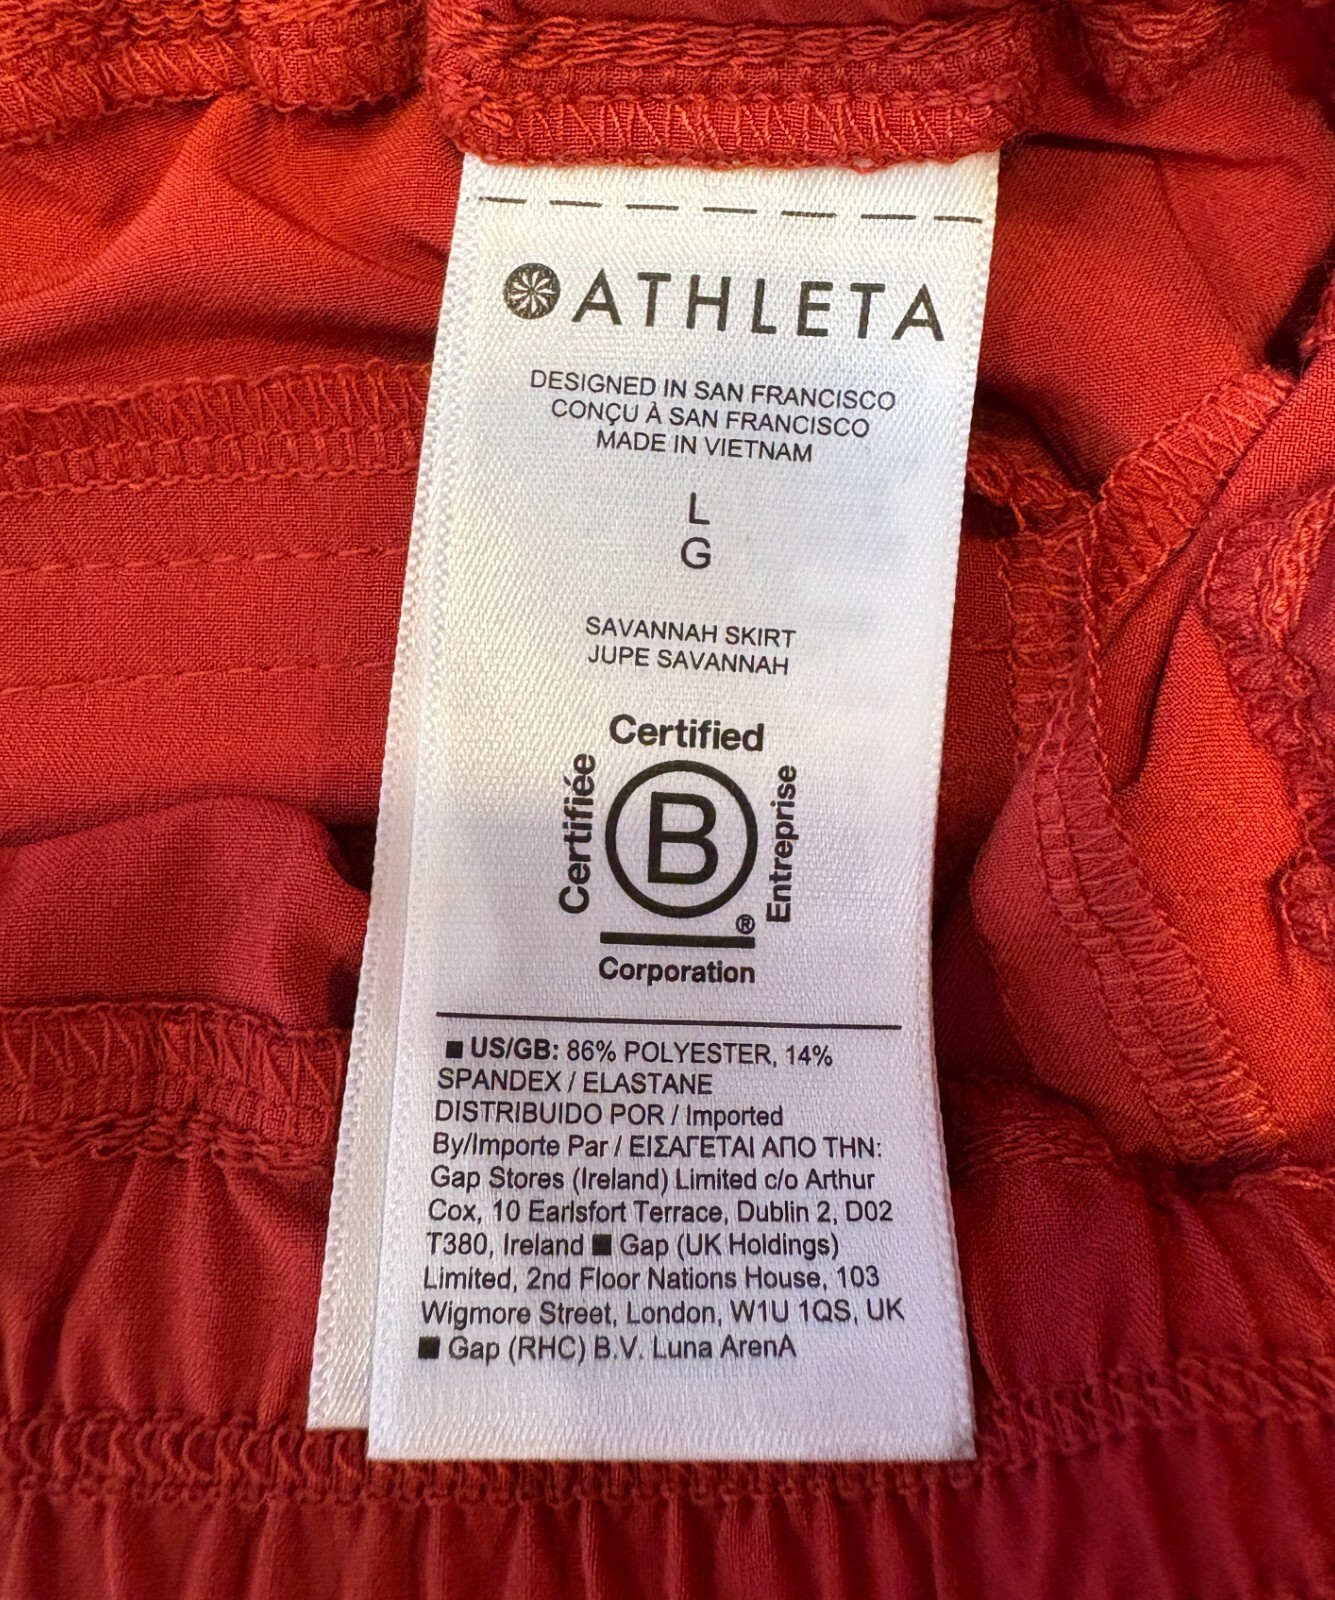 ATHLETA
DESIGNED IN SAN FRANCISCO
CONÇU À SAN FRANCISCO
MADE IN VIETNAM
L
G
SAVANNAH SKIRT
JUPE SAVANNAH
Certified
Certifiée
B
Entreprise
®
Corporation
■ US/GB: 86% POLYESTER, 14%
SPANDEX / ELASTANE
DISTRIBUIDO POR / Imported
By/Importe Par / ΕΙΣΑΓΕΤΑΙ ΑΠΟ ΤΗΝ:
Gap Stores (Ireland) Limited c/o Arthur
Cox, 10 Earlsfort Terrace, Dublin 2, D02
T380, Ireland ■ Gap (UK Holdings)
Limited, 2nd Floor Nations House, 103
Wigmore Street, London, W1U 1QS, UK
■ Gap (RHC) B.V. Luna ArenA